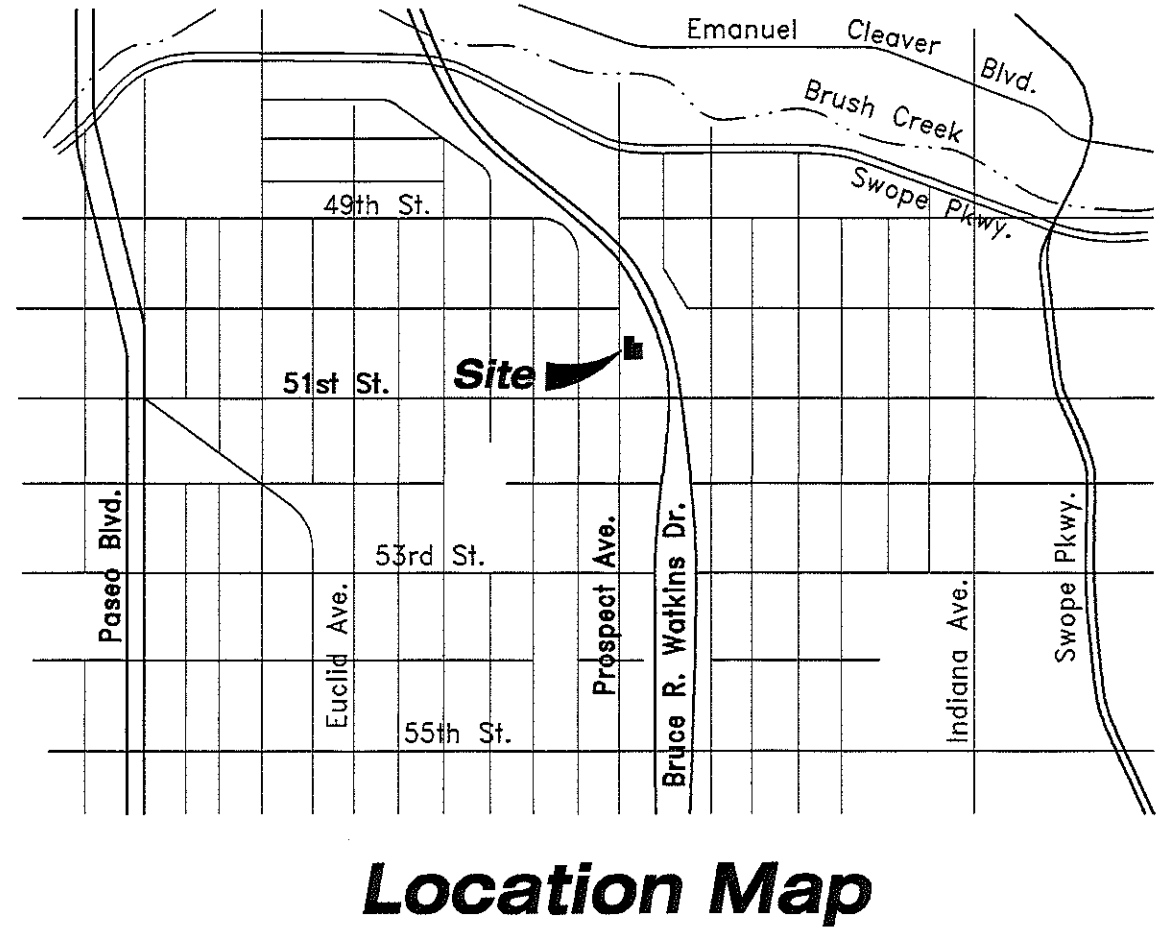 Emanuel Cleaver Blvd.
Brush Creek
Swope Pkwy.
49th St.
Site
51st St.
Paseo Blvd.
53rd St.
Prospect Ave.
Bruce R. Watkins Dr.
Swope Pkwy.
Euclid Ave.
Indiana Ave.
55th St.
Location Map